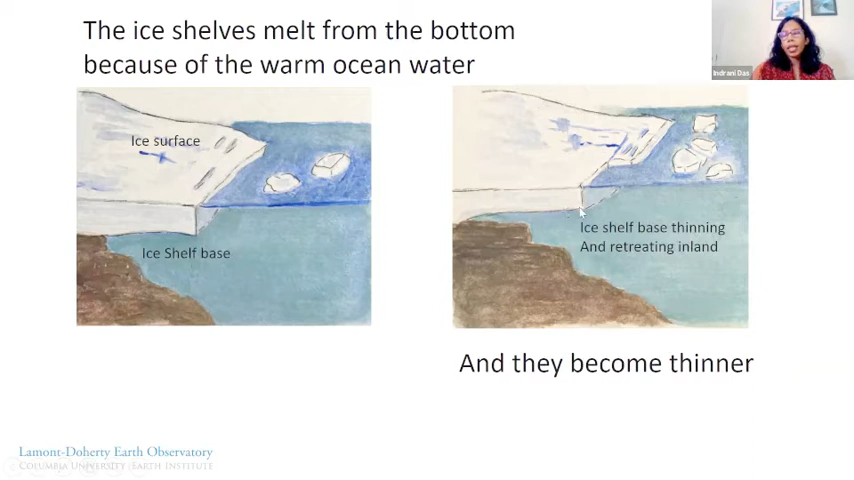 The ice shelves melt from the bottom
because of the warm ocean water
Indrani Das
Ice surface
Ice Shelf base
Ice shelf base thinning
And retreating inland
And they become thinner
Lamont-Doherty Earth Observatory
COLUMBIA UNIVERSITY | EARTH INSTITUTE